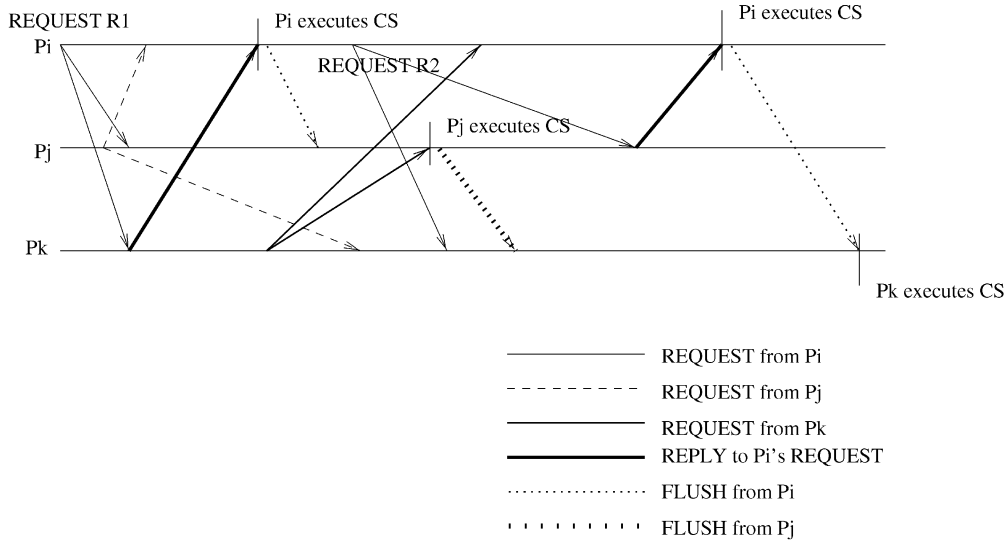 REQUEST R1
Pi executes CS
Pi executes CS
Pi
REQUEST R2
Pj executes CS
Pj
Pk
Pk executes CS
REQUEST from Pi
REQUEST from Pj
REQUEST from Pk
REPLY to Pi's REQUEST
FLUSH from Pi
FLUSH from Pj